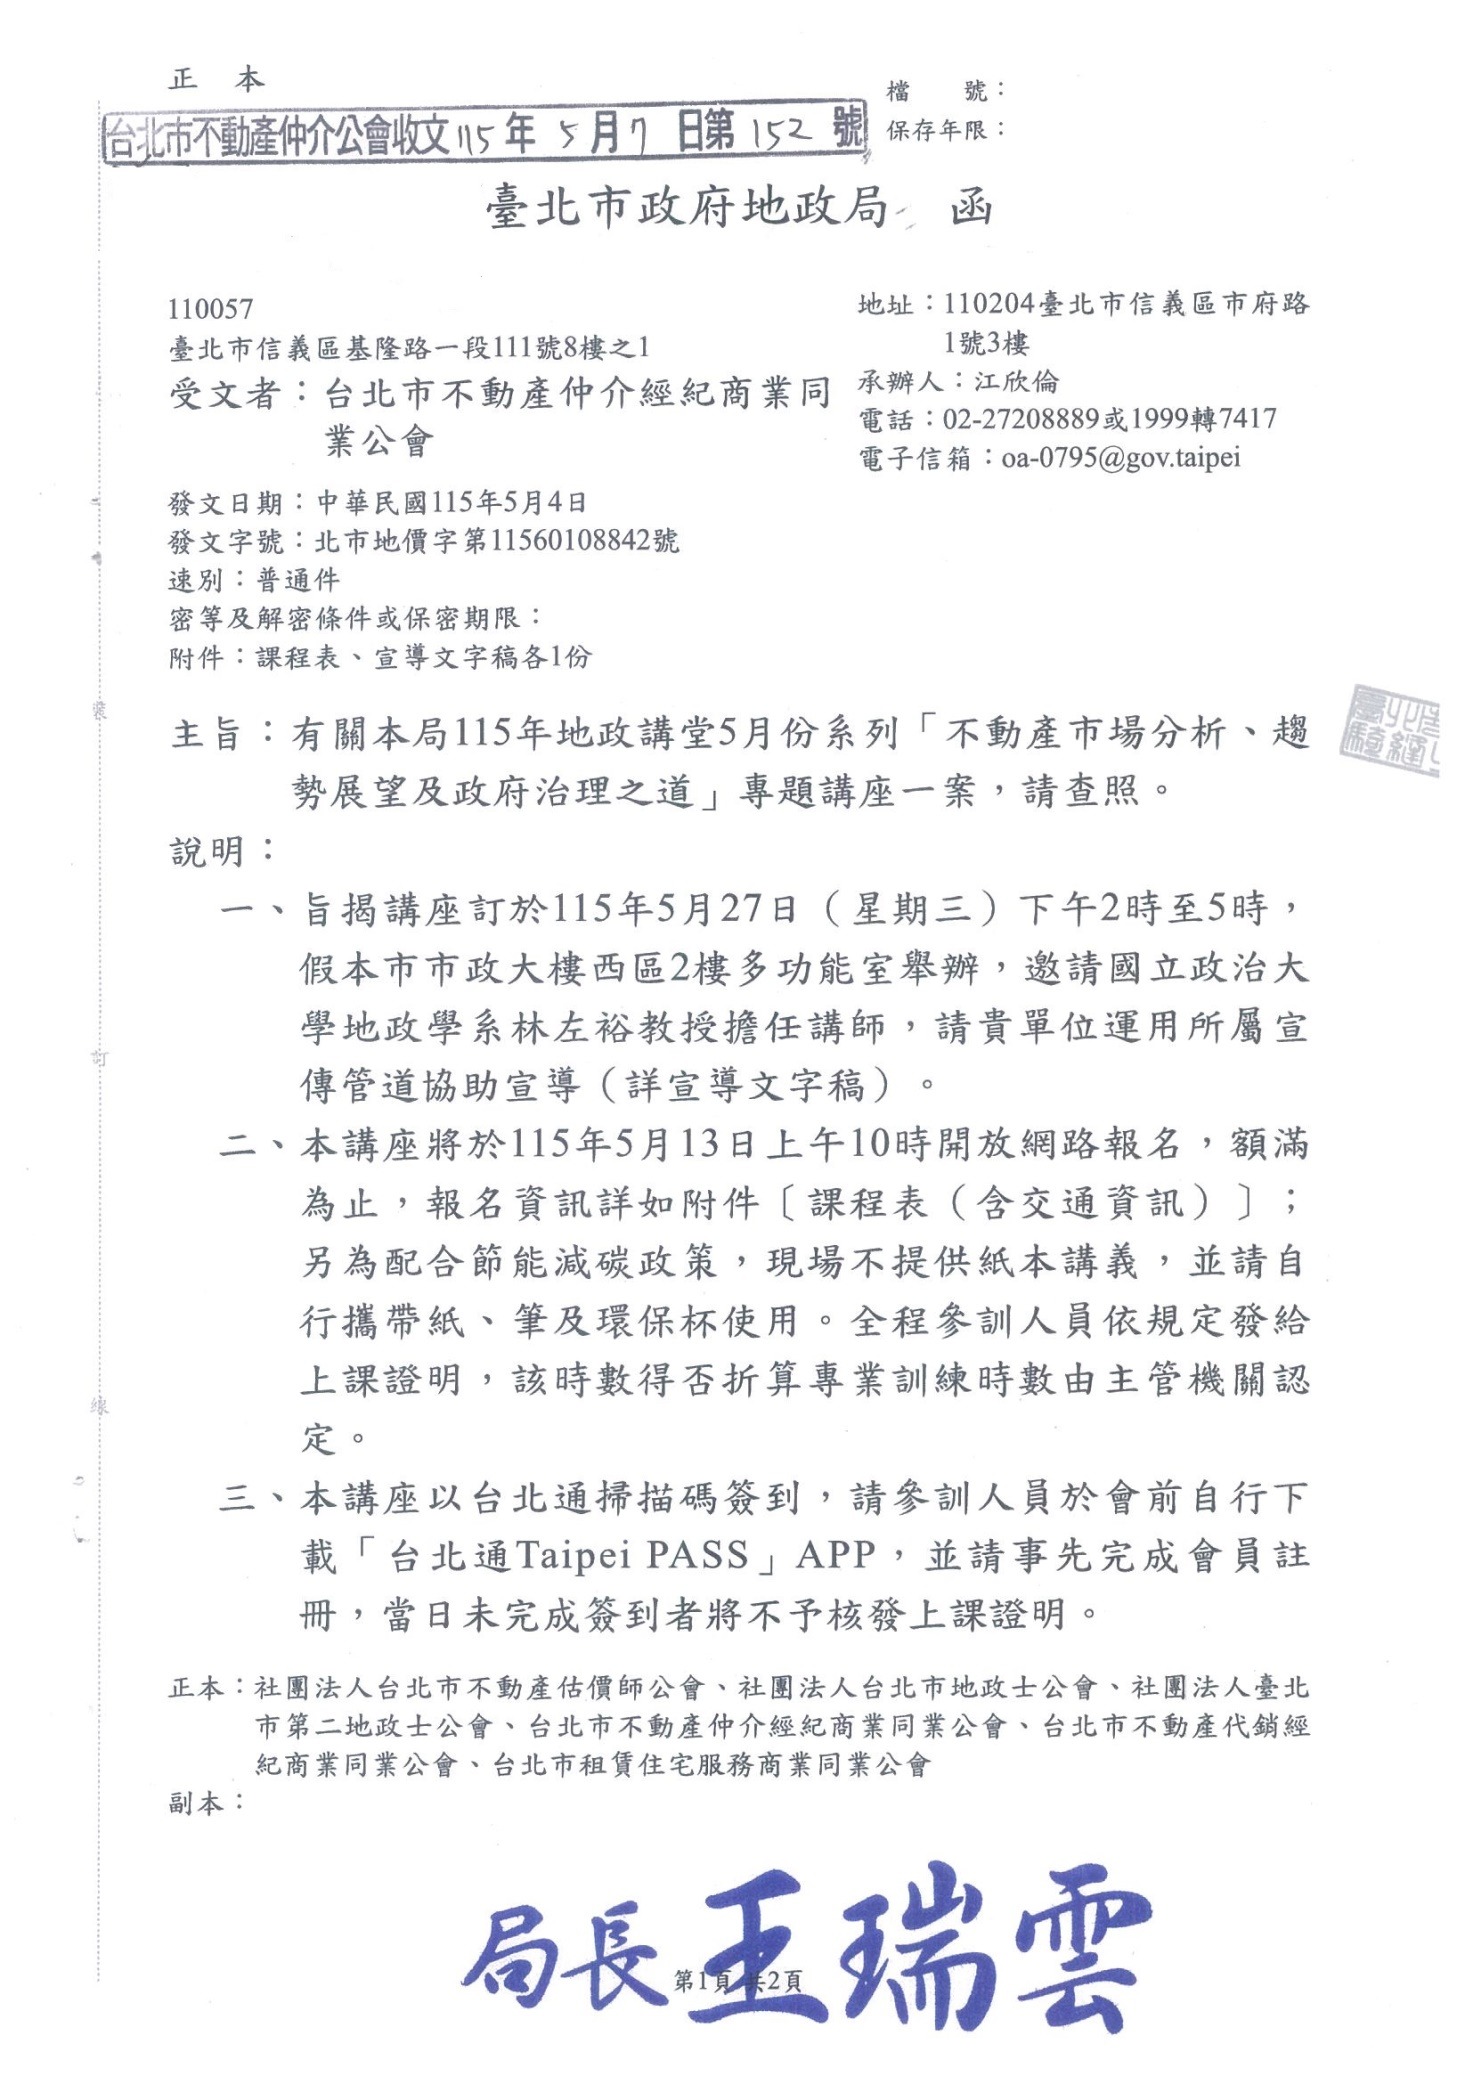 正 本
檔 號：
台北市不動產仲介公會收文115年5月7日第152號
保存年限：
臺北市政府地政局 函
110057
臺北市信義區基隆路一段111號8樓之1
受文者：台北市不動產仲介經紀商業同
業公會
地址：110204臺北市信義區市府路
1號3樓
承辦人：江欣倫
電話：02-27208889或1999轉7417
電子信箱：oa-0795@gov.taipei
發文日期：中華民國115年5月4日
發文字號：北市地價字第11560108842號
速別：普通件
密等及解密條件或保密期限：
附件：課程表、宣導文字稿各1份
主旨：有關本局115年地政講堂5月份系列「不動產市場分析、趨
勢展望及政府治理之道」專題講座一案，請查照。
說明：
一、旨揭講座訂於115年5月27日（星期三）下午2時至5時，
假本市市政大樓西區2樓多功能室舉辦，邀請國立政治大
學地政學系林左裕教授擔任講師，請貴單位運用所屬宣
傳管道協助宣導（詳宣導文字稿）。
二、本講座將於115年5月13日上午10時開放網路報名，額滿
為止，報名資訊詳如附件〔課程表（含交通資訊）〕；
另為配合節能減碳政策，現場不提供紙本講義，並請自
行攜帶紙、筆及環保杯使用。全程參訓人員依規定發給
上課證明，該時數得否折算專業訓練時數由主管機關認
定。
三、本講座以台北通掃描碼簽到，請參訓人員於會前自行下
載「台北通Taipei PASS」APP，並請事先完成會員註
冊，當日未完成簽到者將不予核發上課證明。
正本：社團法人台北市不動產估價師公會、社團法人台北市地政士公會、社團法人臺北
市第二地政士公會、台北市不動產仲介經紀商業同業公會、台北市不動產代銷經
紀商業同業公會、台北市租賃住宅服務商業同業公會
副本：
局長王瑞雲
第1頁 共2頁
裝
訂
線